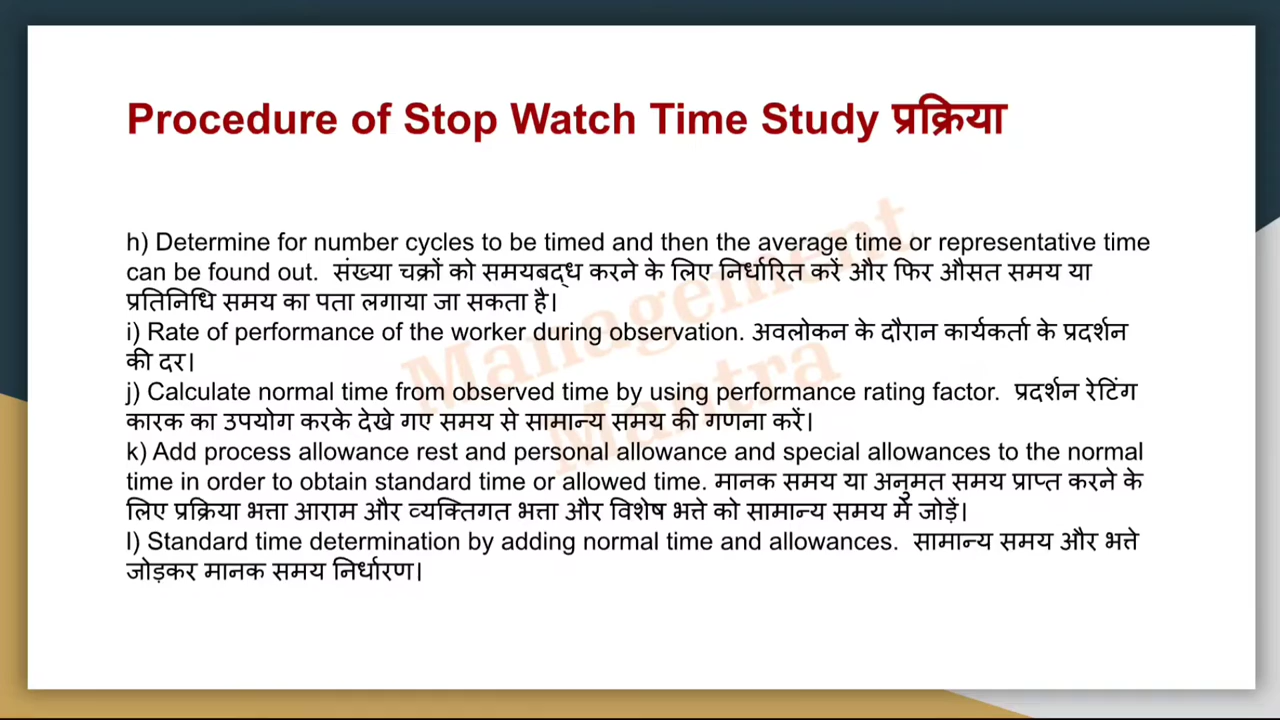 Procedure of Stop Watch Time Study प्रक्रिया
h) Determine for number cycles to be timed and then the average time or representative time
can be found out. संख्या चक्रों को समयबद्ध करने के लिए निर्धारित करें और फिर औसत समय या
प्रतिनिधि समय का पता लगाया जा सकता है।
i) Rate of performance of the worker during observation. अवलोकन के दौरान कार्यकर्ता के प्रदर्शन
की दर।
j) Calculate normal time from observed time by using performance rating factor. प्रदर्शन रेटिंग
कारक का उपयोग करके देखे गए समय से सामान्य समय की गणना करें।
k) Add process allowance rest and personal allowance and special allowances to the normal
time in order to obtain standard time or allowed time. मानक समय या अनुमत समय प्राप्त करने के
लिए प्रक्रिया भत्ता आराम और व्यक्तिगत भत्ता और विशेष भत्ते को सामान्य समय में जोड़ें।
l) Standard time determination by adding normal time and allowances. सामान्य समय और भत्ते
जोड़कर मानक समय निर्धारण।
Management
Mantra